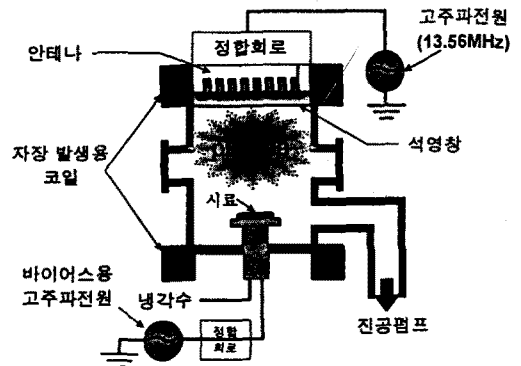 고주파전원
(13.56MHz)
정합회로
안테나
석영창
자장 발생용
코일
시료
바이어스용
고주파전원
냉각수
정합
회로
진공펌프